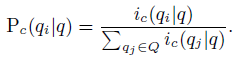 P_c(q_i|q) = \frac{i_c(q_i|q)}{\sum_{q_j \in Q} i_c(q_j|q)}.